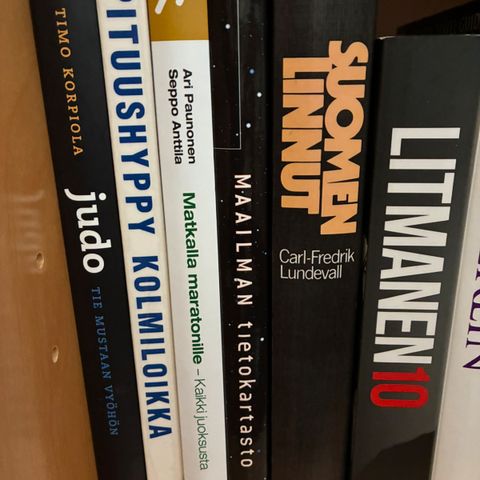 TIMO KORPIOLA
judo
TIE MUSTAAN VYÖHÖN
PITUUSHYPPY KOLMILOIKKA
Ari Paunonen
Seppo Anttila
Matkalla maratonille – Kaikki juoksusta
MAAILMAN tietokartasto
SUOMEN
LINNUT
Carl-Fredrik
Lundevall
LITMANEN 10